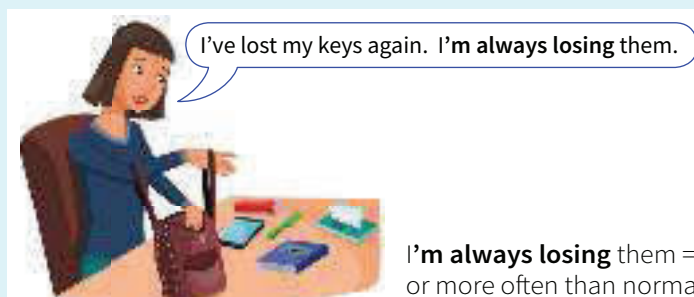 I've lost my keys again. I'm always losing them.
I'm always losing them =
or more often than norma